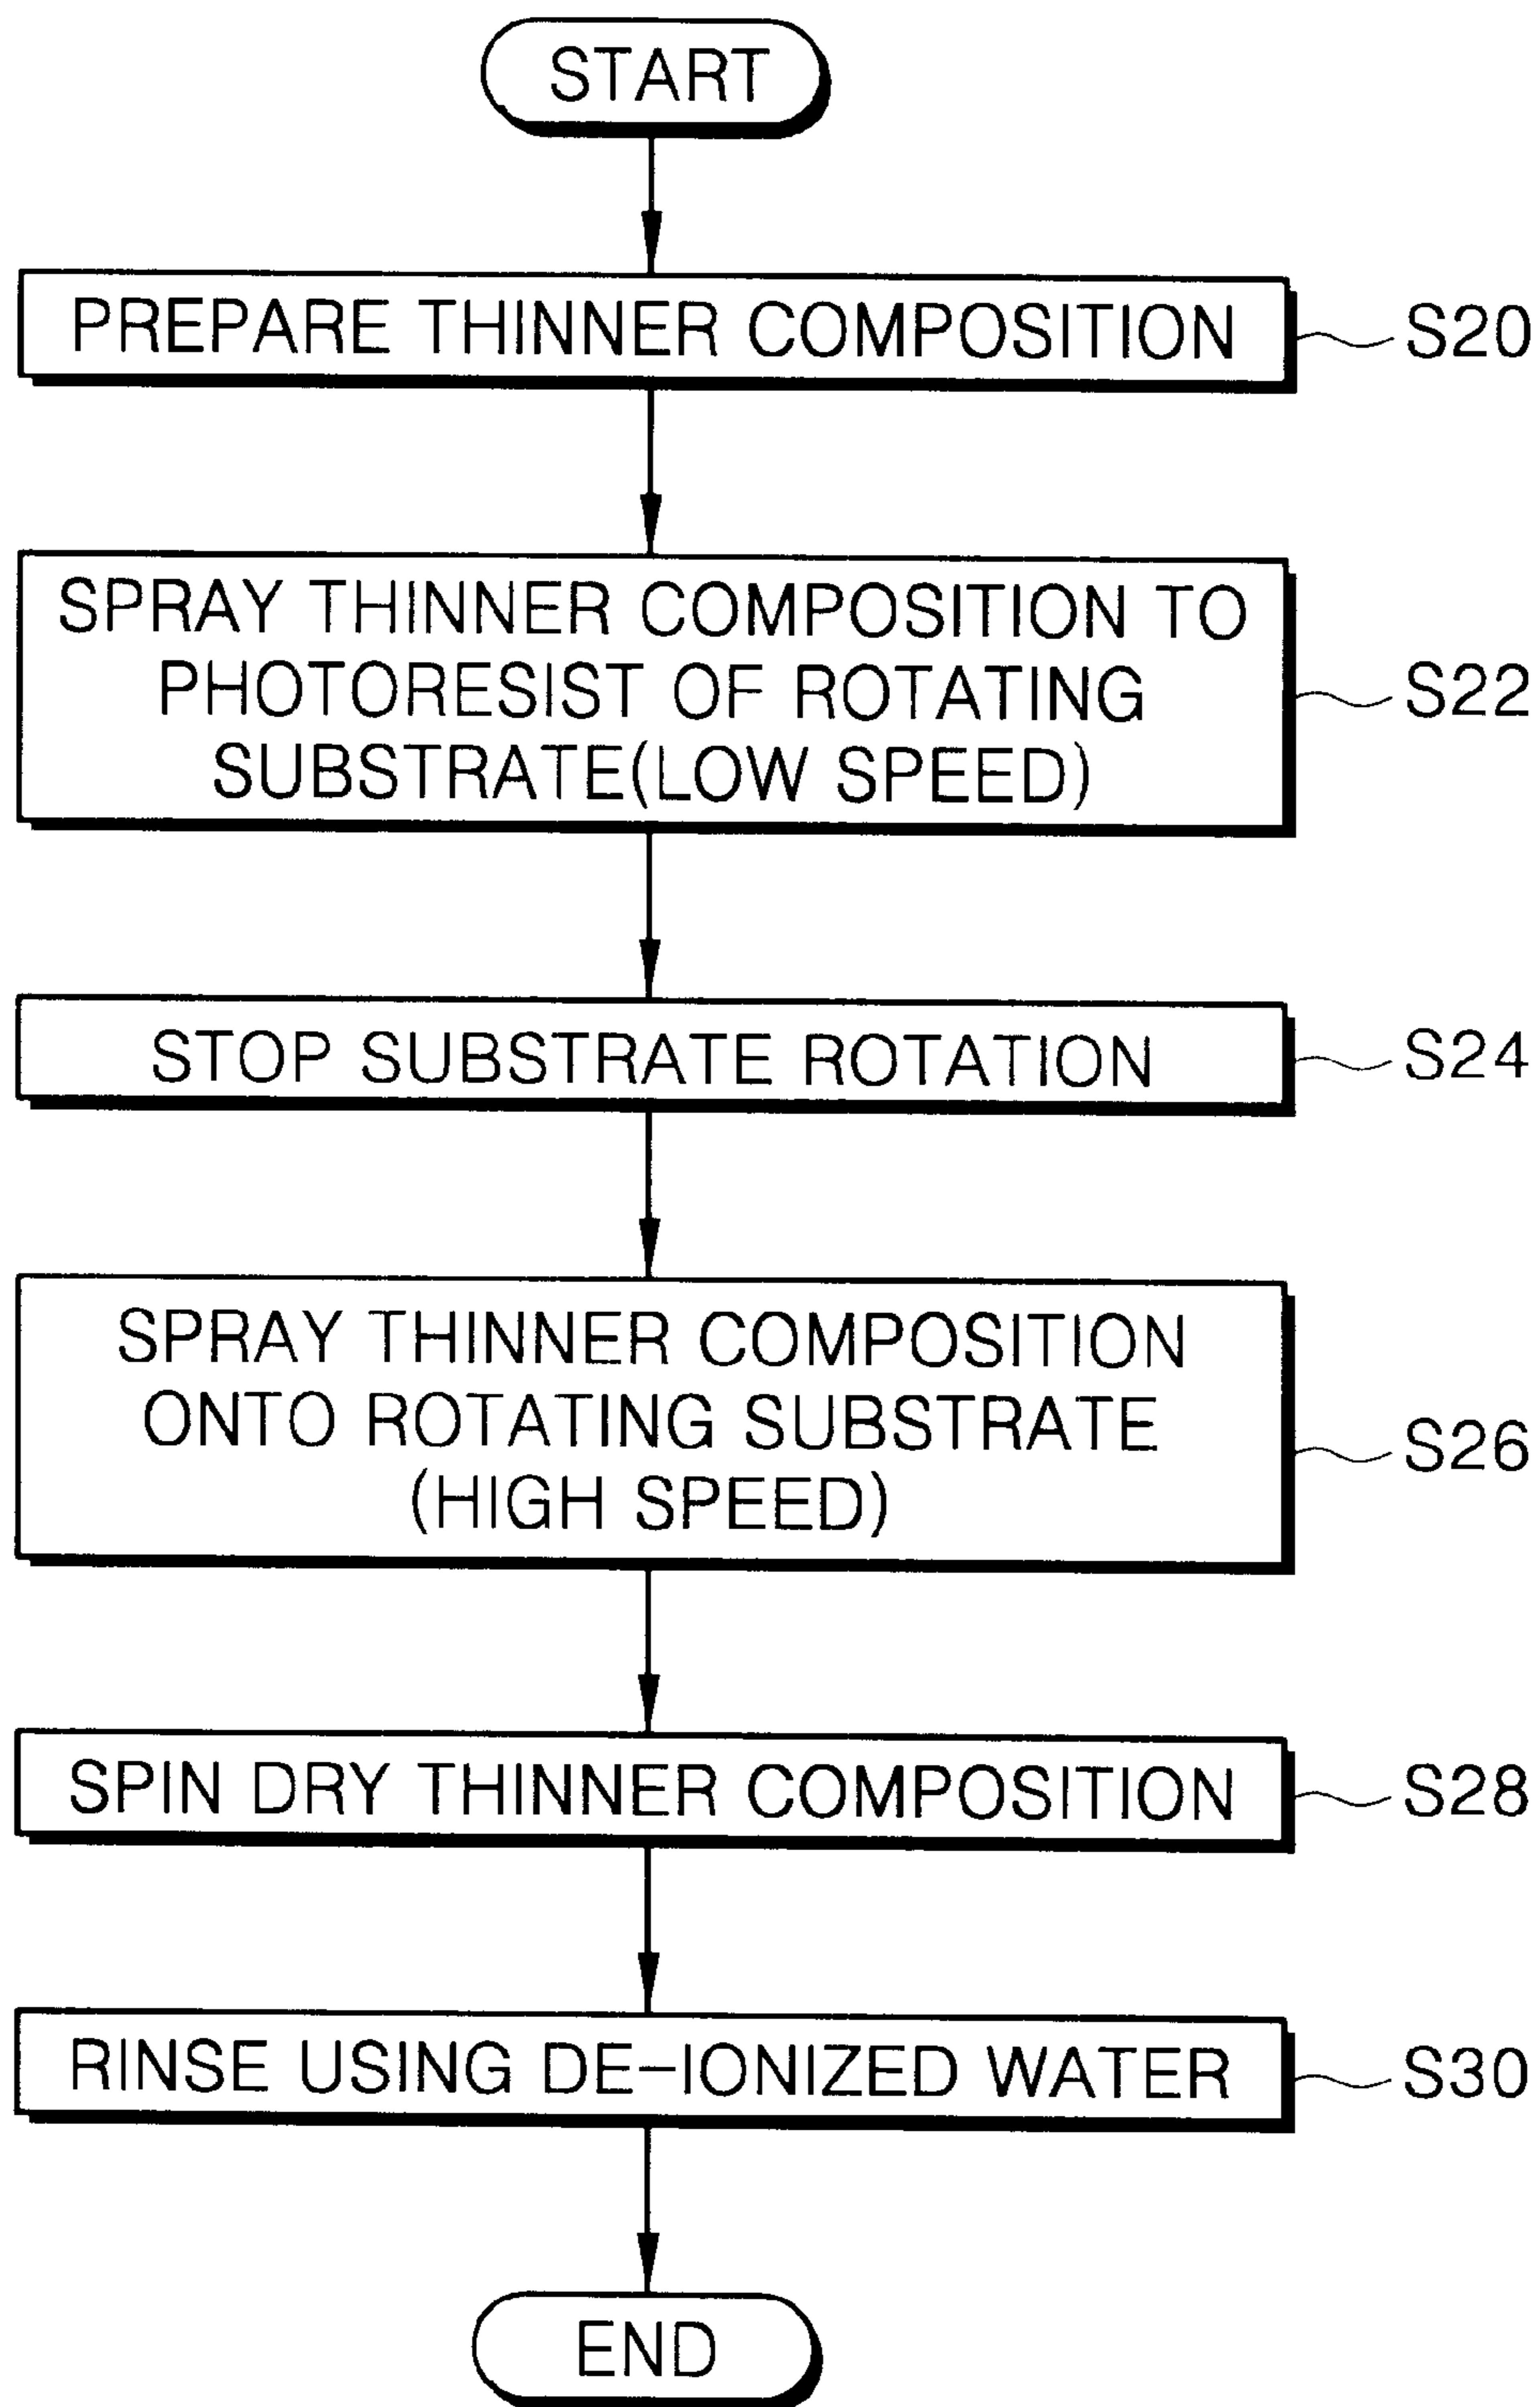 START
PREPARE THINNER COMPOSITION
S20
SPRAY THINNER COMPOSITION TO
PHOTORESIST OF ROTATING
SUBSTRATE(LOW SPEED)
S22
STOP SUBSTRATE ROTATION
S24
SPRAY THINNER COMPOSITION
ONTO ROTATING SUBSTRATE
(HIGH SPEED)
S26
SPIN DRY THINNER COMPOSITION
S28
RINSE USING DE-IONIZED WATER
S30
END